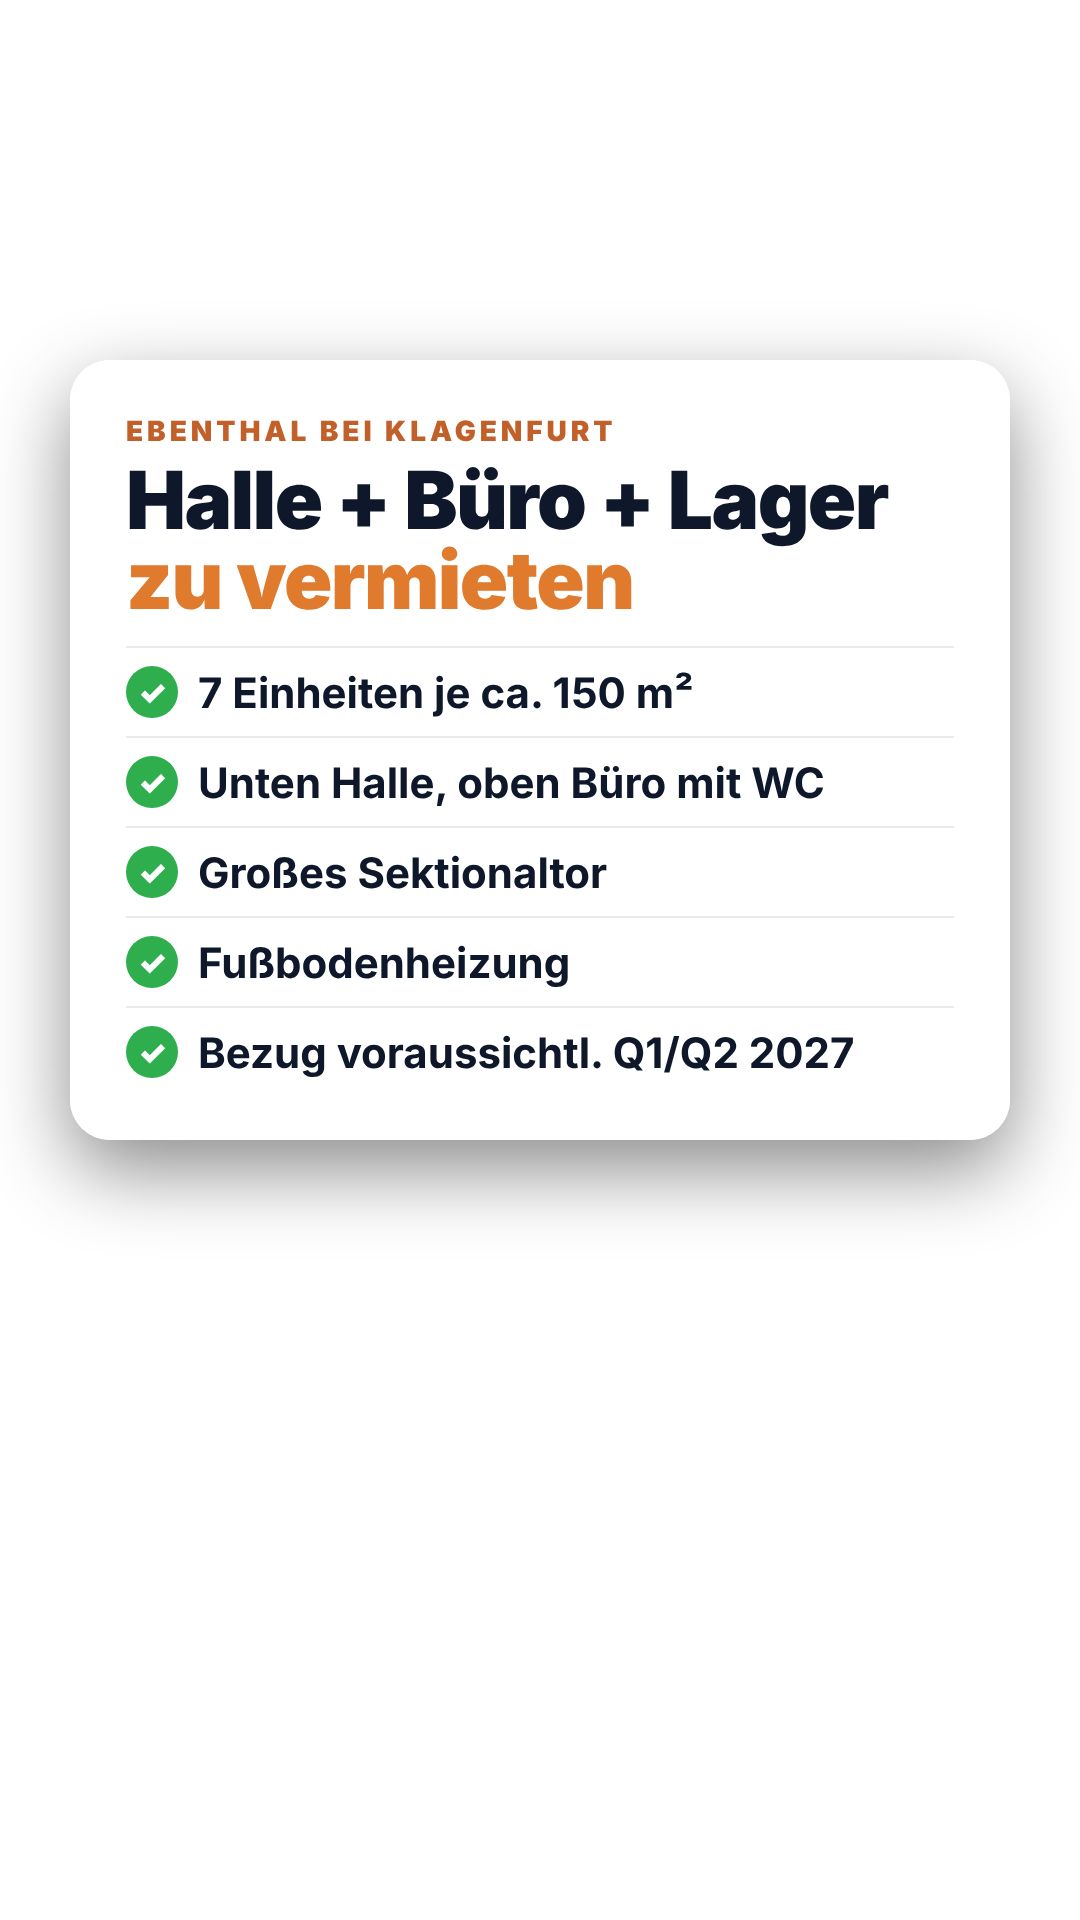 EBENTHAL BEI KLAGENFURT
Halle + Büro + Lager
zu vermieten
7 Einheiten je ca. 150 m²
Unten Halle, oben Büro mit WC
Großes Sektionaltor
Fußbodenheizung
Bezug voraussichtl. Q1/Q2 2027